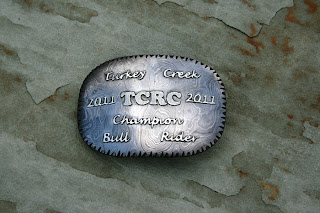 Turkey Creek
2011 TCRC 2011
Champion
Bull Rider